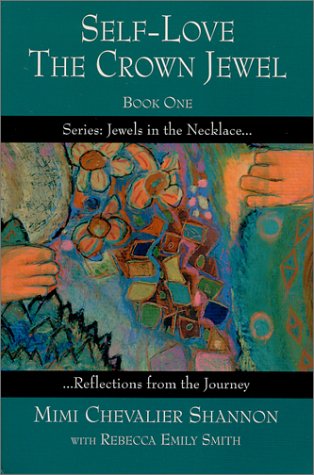 SELF-LOVE
THE CROWN JEWEL
BOOK ONE
Series: Jewels in the Necklace...
...Reflections from the Journey
MIMI CHEVALIER SHANNON
WITH REBECCA EMILY SMITH